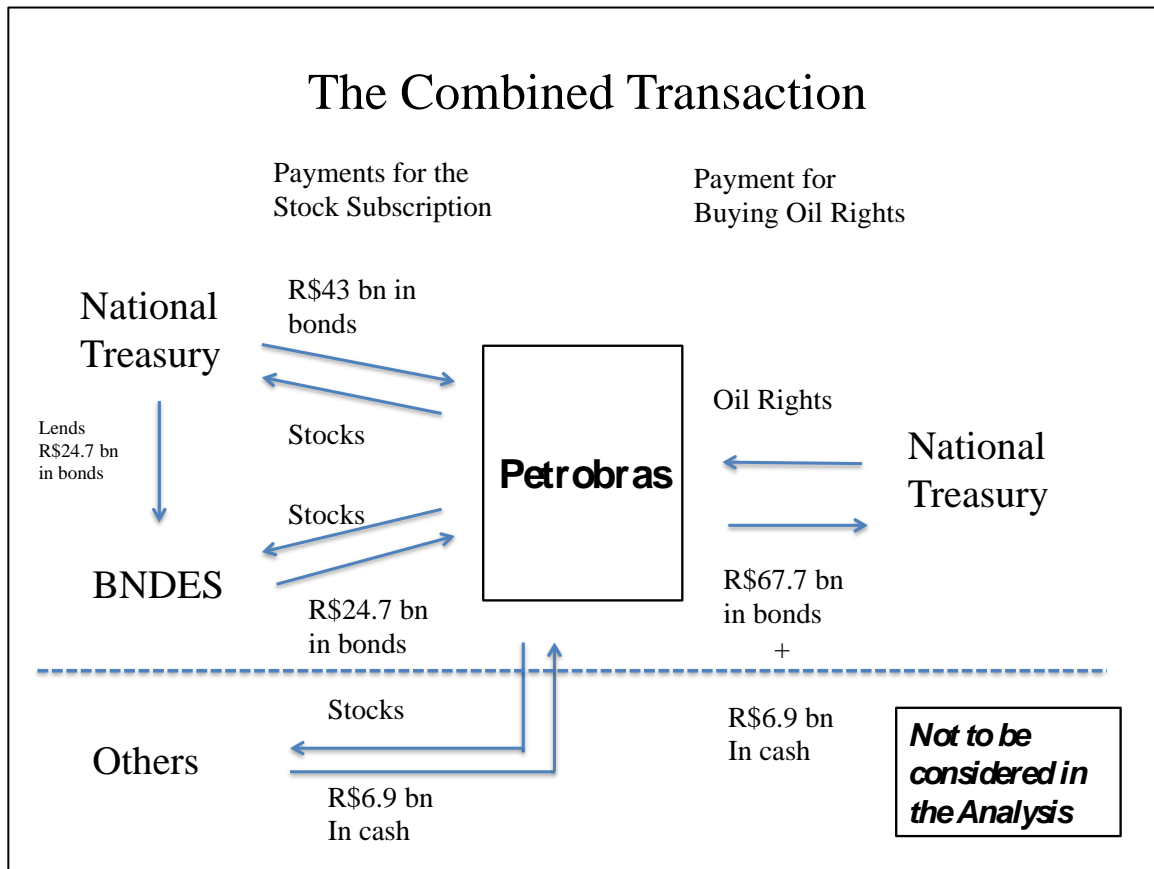 The Combined Transaction
Payments for the
Stock Subscription
Payment for
Buying Oil Rights
National
Treasury
R$43 bn in
bonds
Lends
R$24.7 bn
in bonds
Stocks
Stocks
Petrobras
Oil Rights
National
Treasury
BNDES
R$24.7 bn
in bonds
R$67.7 bn
in bonds
+
Stocks
Others
R$6.9 bn
In cash
R$6.9 bn
In cash
Not to be
considered in
the Analysis